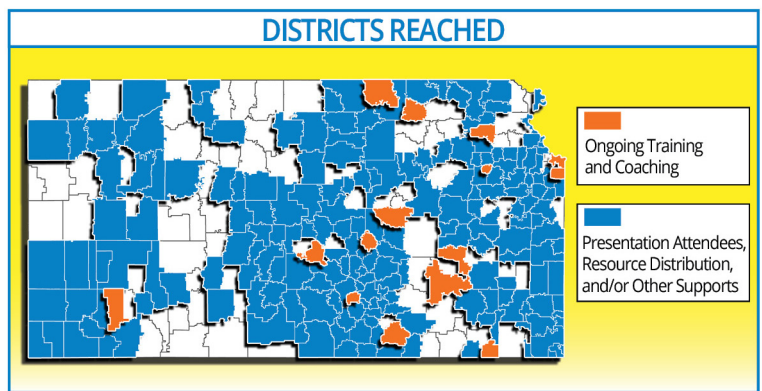 DISTRICTS REACHED
Ongoing Training
and Coaching
Presentation Attendees,
Resource Distribution,
and/or Other Supports